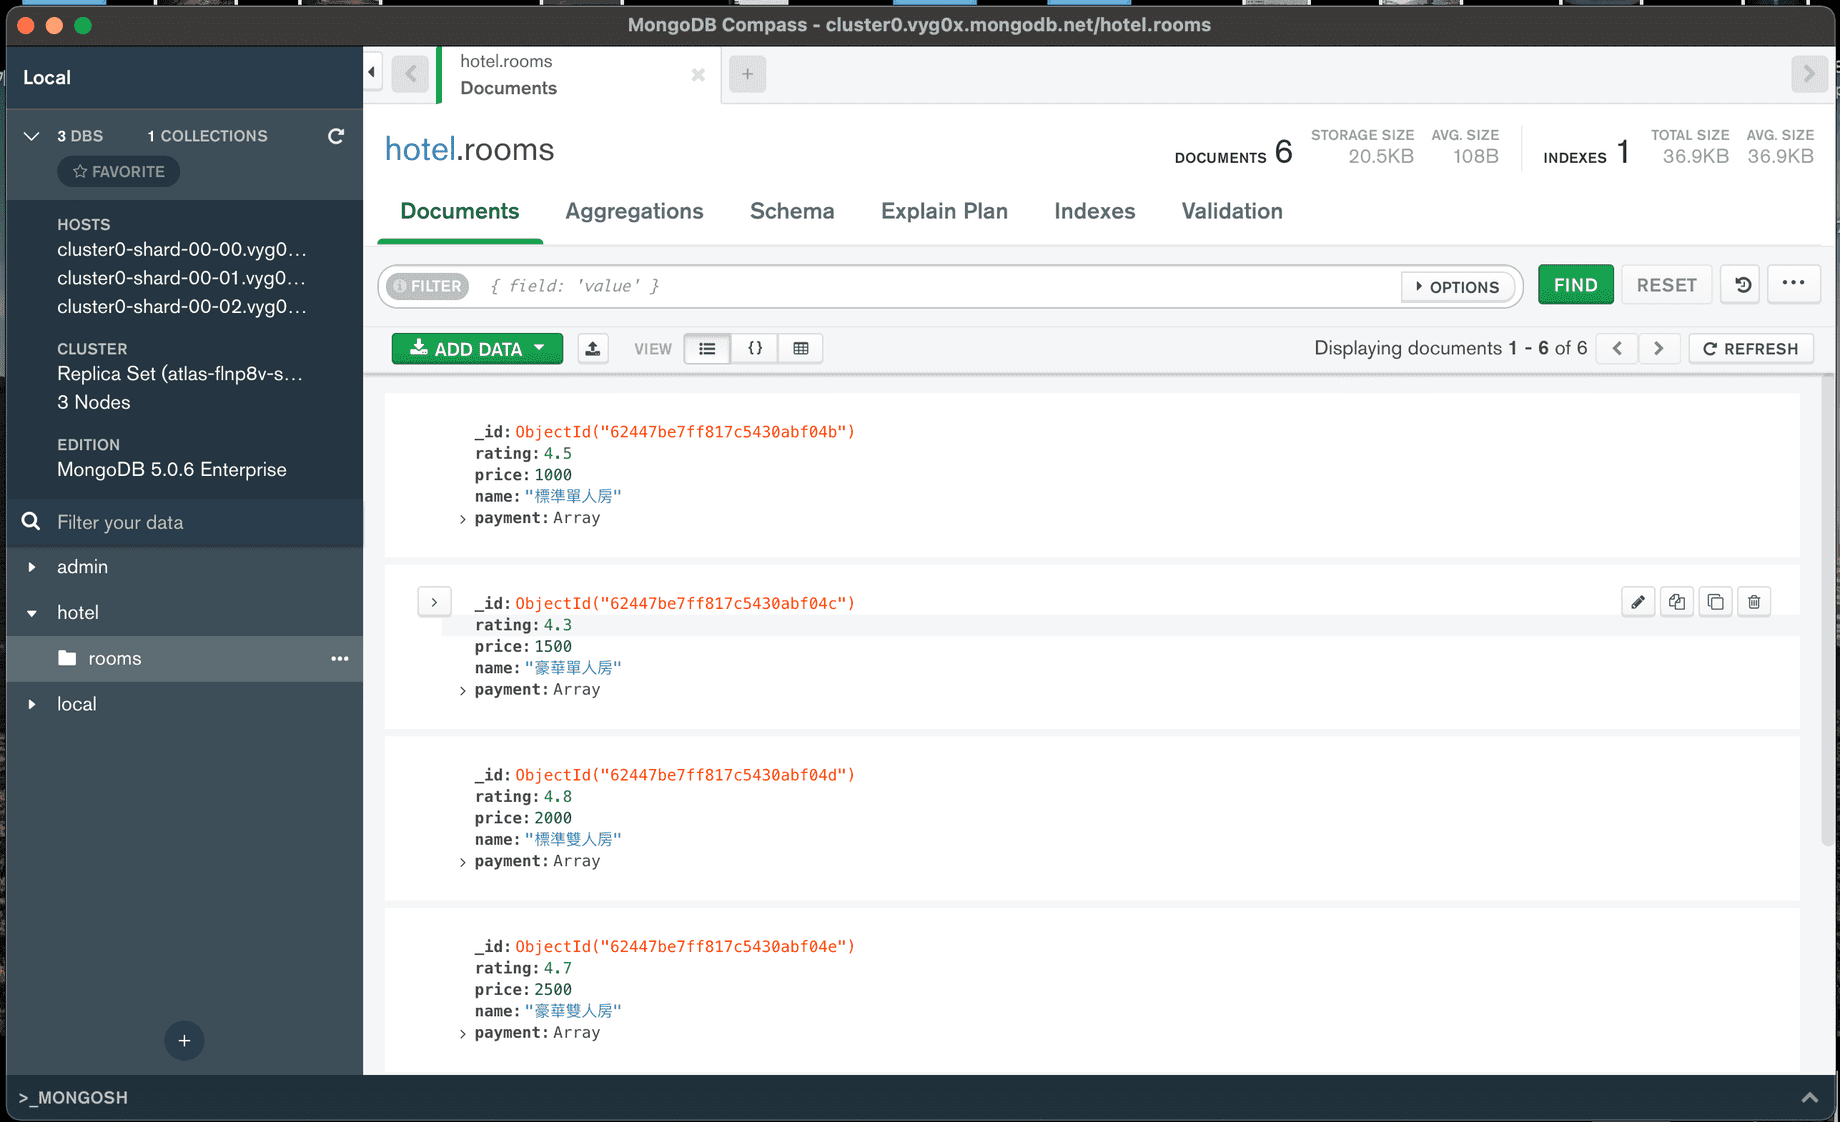 MongoDB Compass - cluster0.vyg0x.mongodb.net/hotel.rooms
Local
3 DBS 1 COLLECTIONS
FAVORITE
HOSTS
cluster0-shard-00-00.vyg0...
cluster0-shard-00-01.vyg0...
cluster0-shard-00-02.vyg0...
CLUSTER
Replica Set (atlas-flnp8v-s...
3 Nodes
EDITION
MongoDB 5.0.6 Enterprise
Filter your data
admin
hotel
rooms
local
hotel.rooms
Documents
hotel.rooms
DOCUMENTS 6
STORAGE SIZE
20.5KB
AVG. SIZE
108B
INDEXES 1
TOTAL SIZE
36.9KB
AVG. SIZE
36.9KB
Documents Aggregations Schema Explain Plan Indexes Validation
FILTER { field: 'value' } OPTIONS FIND RESET
ADD DATA VIEW {} Displaying documents 1 - 6 of 6 REFRESH
_id: ObjectId("62447be7ff817c5430abf04b")
rating: 4.5
price: 1000
name: "標準單人房"
payment: Array
_id: ObjectId("62447be7ff817c5430abf04c")
rating: 4.3
price: 1500
name: "豪華單人房"
payment: Array
_id: ObjectId("62447be7ff817c5430abf04d")
rating: 4.8
price: 2000
name: "標準雙人房"
payment: Array
_id: ObjectId("62447be7ff817c5430abf04e")
rating: 4.7
price: 2500
name: "豪華雙人房"
payment: Array
>_MONGOSH